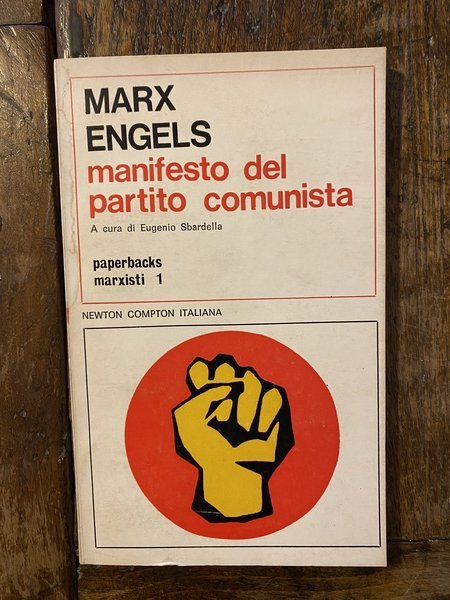 MARX
ENGELS
manifesto del
partito comunista
A cura di Eugenio Sbardella
paperbacks
marxisti 1
NEWTON COMPTON ITALIANA